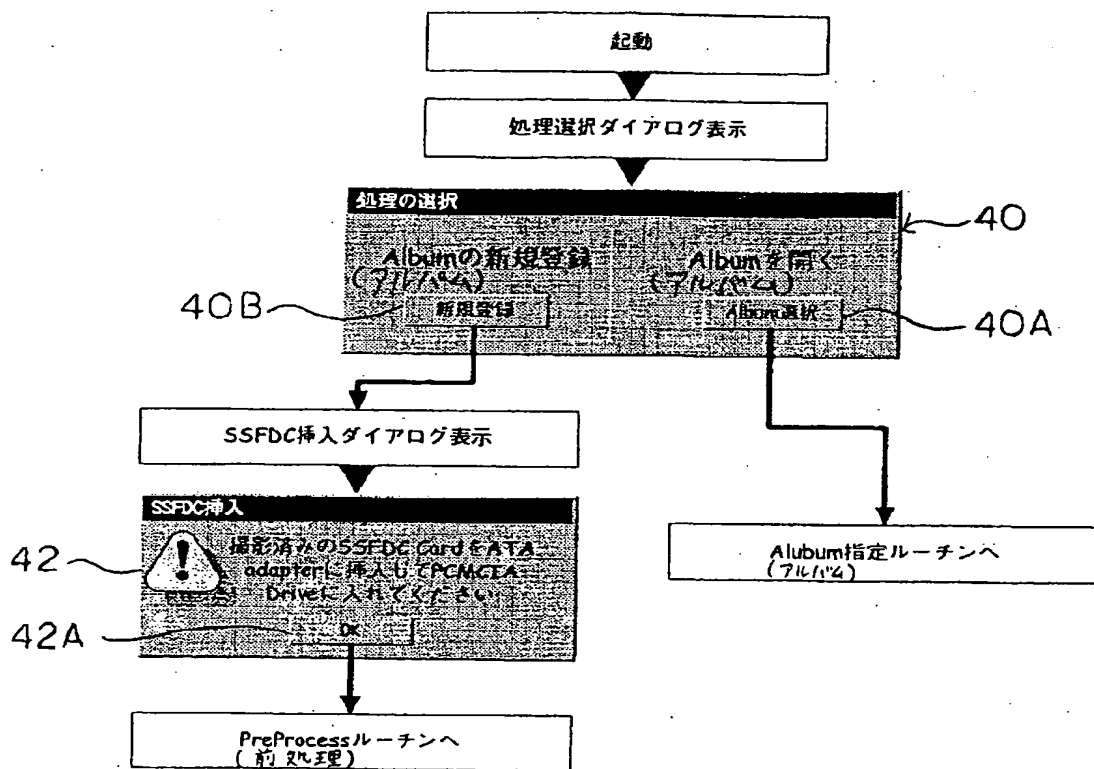 起動
処理選択ダイアログ表示
処理の選択
40
Albumの新規登録
(アルバム)
新規登録
40B
Albumを開く
(アルバム)
Album選択
40A
SSFDC挿入ダイアログ表示
SSFDC挿入
42
撮影済みのSSFDC CardをATA
adapterに挿入してPCMCIA
Driveに入れてください
OK
42A
Alubum指定ルーチンへ
(アルバム)
PreProcessルーチンへ
(前処理)